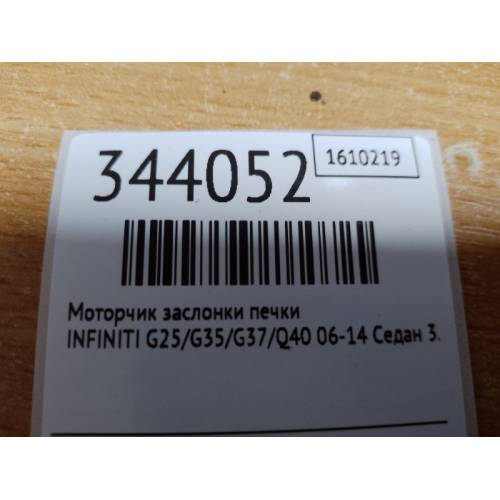 344052
1610219
Моторчик заслонки печки
INFINITI G25/G35/G37/Q40 06-14 Седан 3.